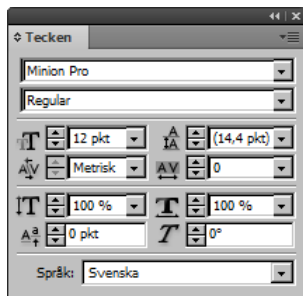 Tecken
Minion Pro
Regular
12 pkt (14,4 pkt)
Metrisk 0
100 % 100 %
0 pkt 0°
Språk: Svenska